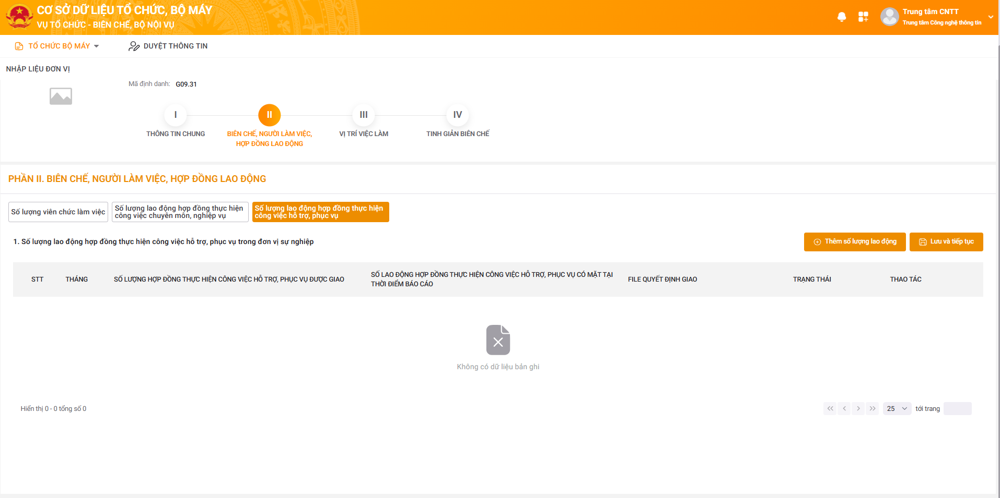 CƠ SỞ DỮ LIỆU TỔ CHỨC, BỘ MÁY
VỤ TỔ CHỨC - BIÊN CHẾ, BỘ NỘI VỤ
Trung tâm CNTT
Trung tâm Công nghệ thông tin
TỔ CHỨC BỘ MÁY
DUYỆT THÔNG TIN
NHẬP LIỆU ĐƠN VỊ
Mã định danh: G09.31
I
II
III
IV
THÔNG TIN CHUNG
BIÊN CHẾ, NGƯỜI LÀM VIỆC,
HỢP ĐỒNG LAO ĐỘNG
VỊ TRÍ VIỆC LÀM
TINH GIẢN BIÊN CHẾ
PHẦN II. BIÊN CHẾ, NGƯỜI LÀM VIỆC, HỢP ĐỒNG LAO ĐỘNG
Số lượng viên chức làm việc
Số lượng lao động hợp đồng thực hiện
công việc chuyên môn, nghiệp vụ
Số lượng lao động hợp đồng thực hiện
công việc hỗ trợ, phục vụ
1. Số lượng lao động hợp đồng thực hiện công việc hỗ trợ, phục vụ trong đơn vị sự nghiệp
Thêm số lượng lao động
Lưu và tiếp tục
STT
THÁNG
SỐ LƯỢNG HỢP ĐỒNG THỰC HIỆN CÔNG VIỆC HỖ TRỢ, PHỤC VỤ ĐƯỢC GIAO
SỐ LAO ĐỘNG HỢP ĐỒNG THỰC HIỆN CÔNG VIỆC HỖ TRỢ, PHỤC VỤ CÓ MẶT TẠI
THỜI ĐIỂM BÁO CÁO
FILE QUYẾT ĐỊNH GIAO
TRẠNG THÁI
THAO TÁC
Không có dữ liệu bản ghi
Hiển thị 0 - 0 tổng số 0
25
tới trang